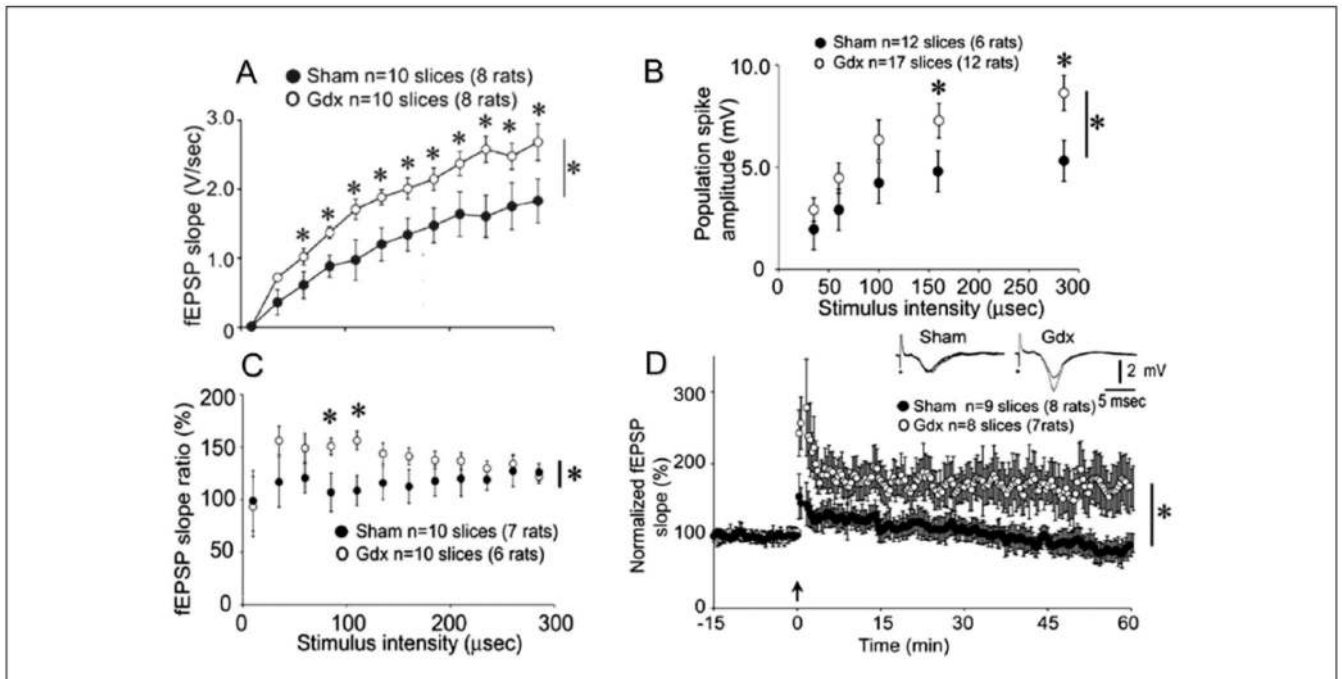 A
Sham n=10 slices (8 rats)
Gdx n=10 slices (8 rats)
3.0
2.0
1.0
0
fEPSP slope (V/sec)
* * * * * * * * * *
*
100
200
300
B
Sham n=12 slices (6 rats)
Gdx n=17 slices (12 rats)
10.0
5.0
0
Population spike
amplitude (mV)
* *
*
0 50 100 150 200 250 300
Stimulus intensity (µsec)
C
200
150
100
50
0
fEPSP slope ratio (%)
* *
*
Sham n=10 slices (7 rats)
Gdx n=10 slices (6 rats)
0 100 200 300
Stimulus intensity (µsec)
D
Sham Gdx
2 mV
5 msec
Sham n=9 slices (8 rats)
Gdx n=8 slices (7rats)
300
200
100
0
Normalized fEPSP
slope (%)
*
-15 0 15 30 45 60
Time (min)